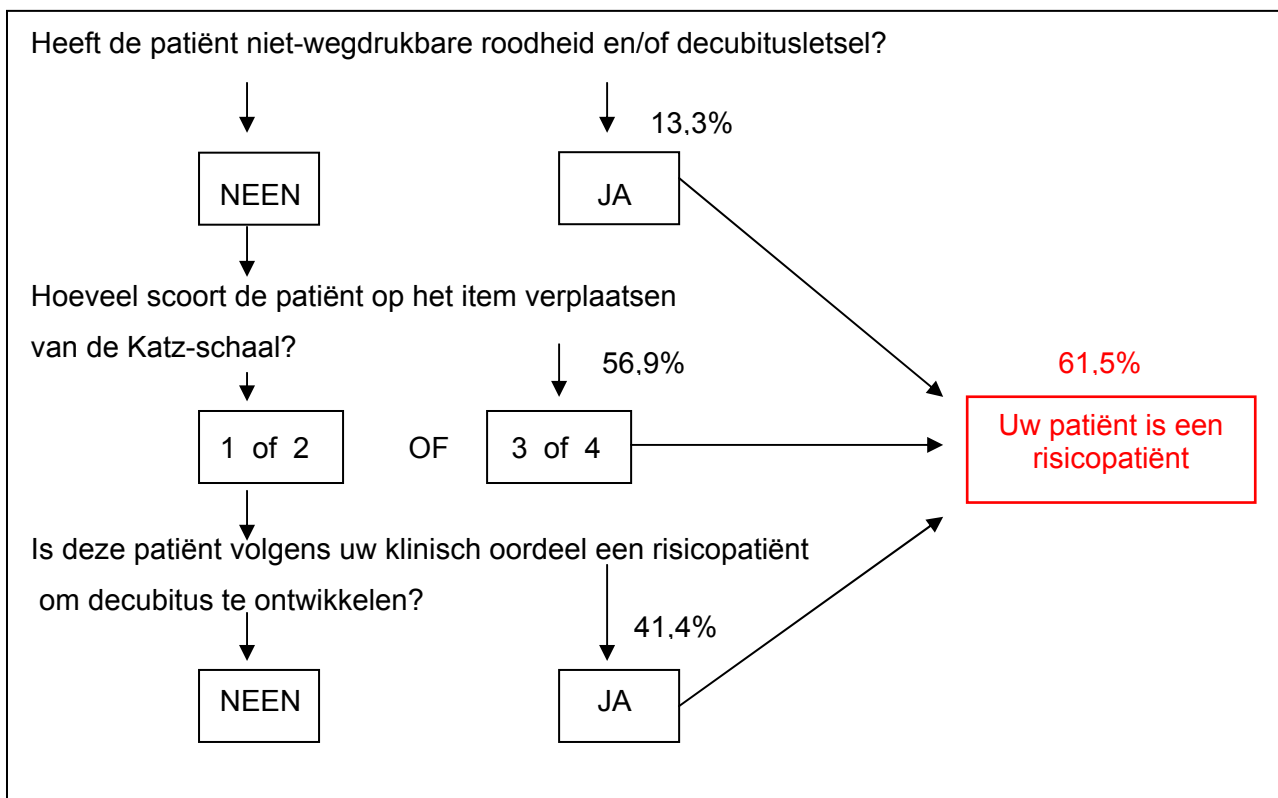 Heeft de patiënt niet-wegdrukbare roodheid en/of decubitusletsel?
13,3%
NEEN
JA
Hoeveel scoort de patiënt op het item verplaatsen
van de Katz-schaal?
56,9%
61,5%
1 of 2
OF
3 of 4
Uw patiënt is een
risicopatiënt
Is deze patiënt volgens uw klinisch oordeel een risicopatiënt
om decubitus te ontwikkelen?
41,4%
NEEN
JA